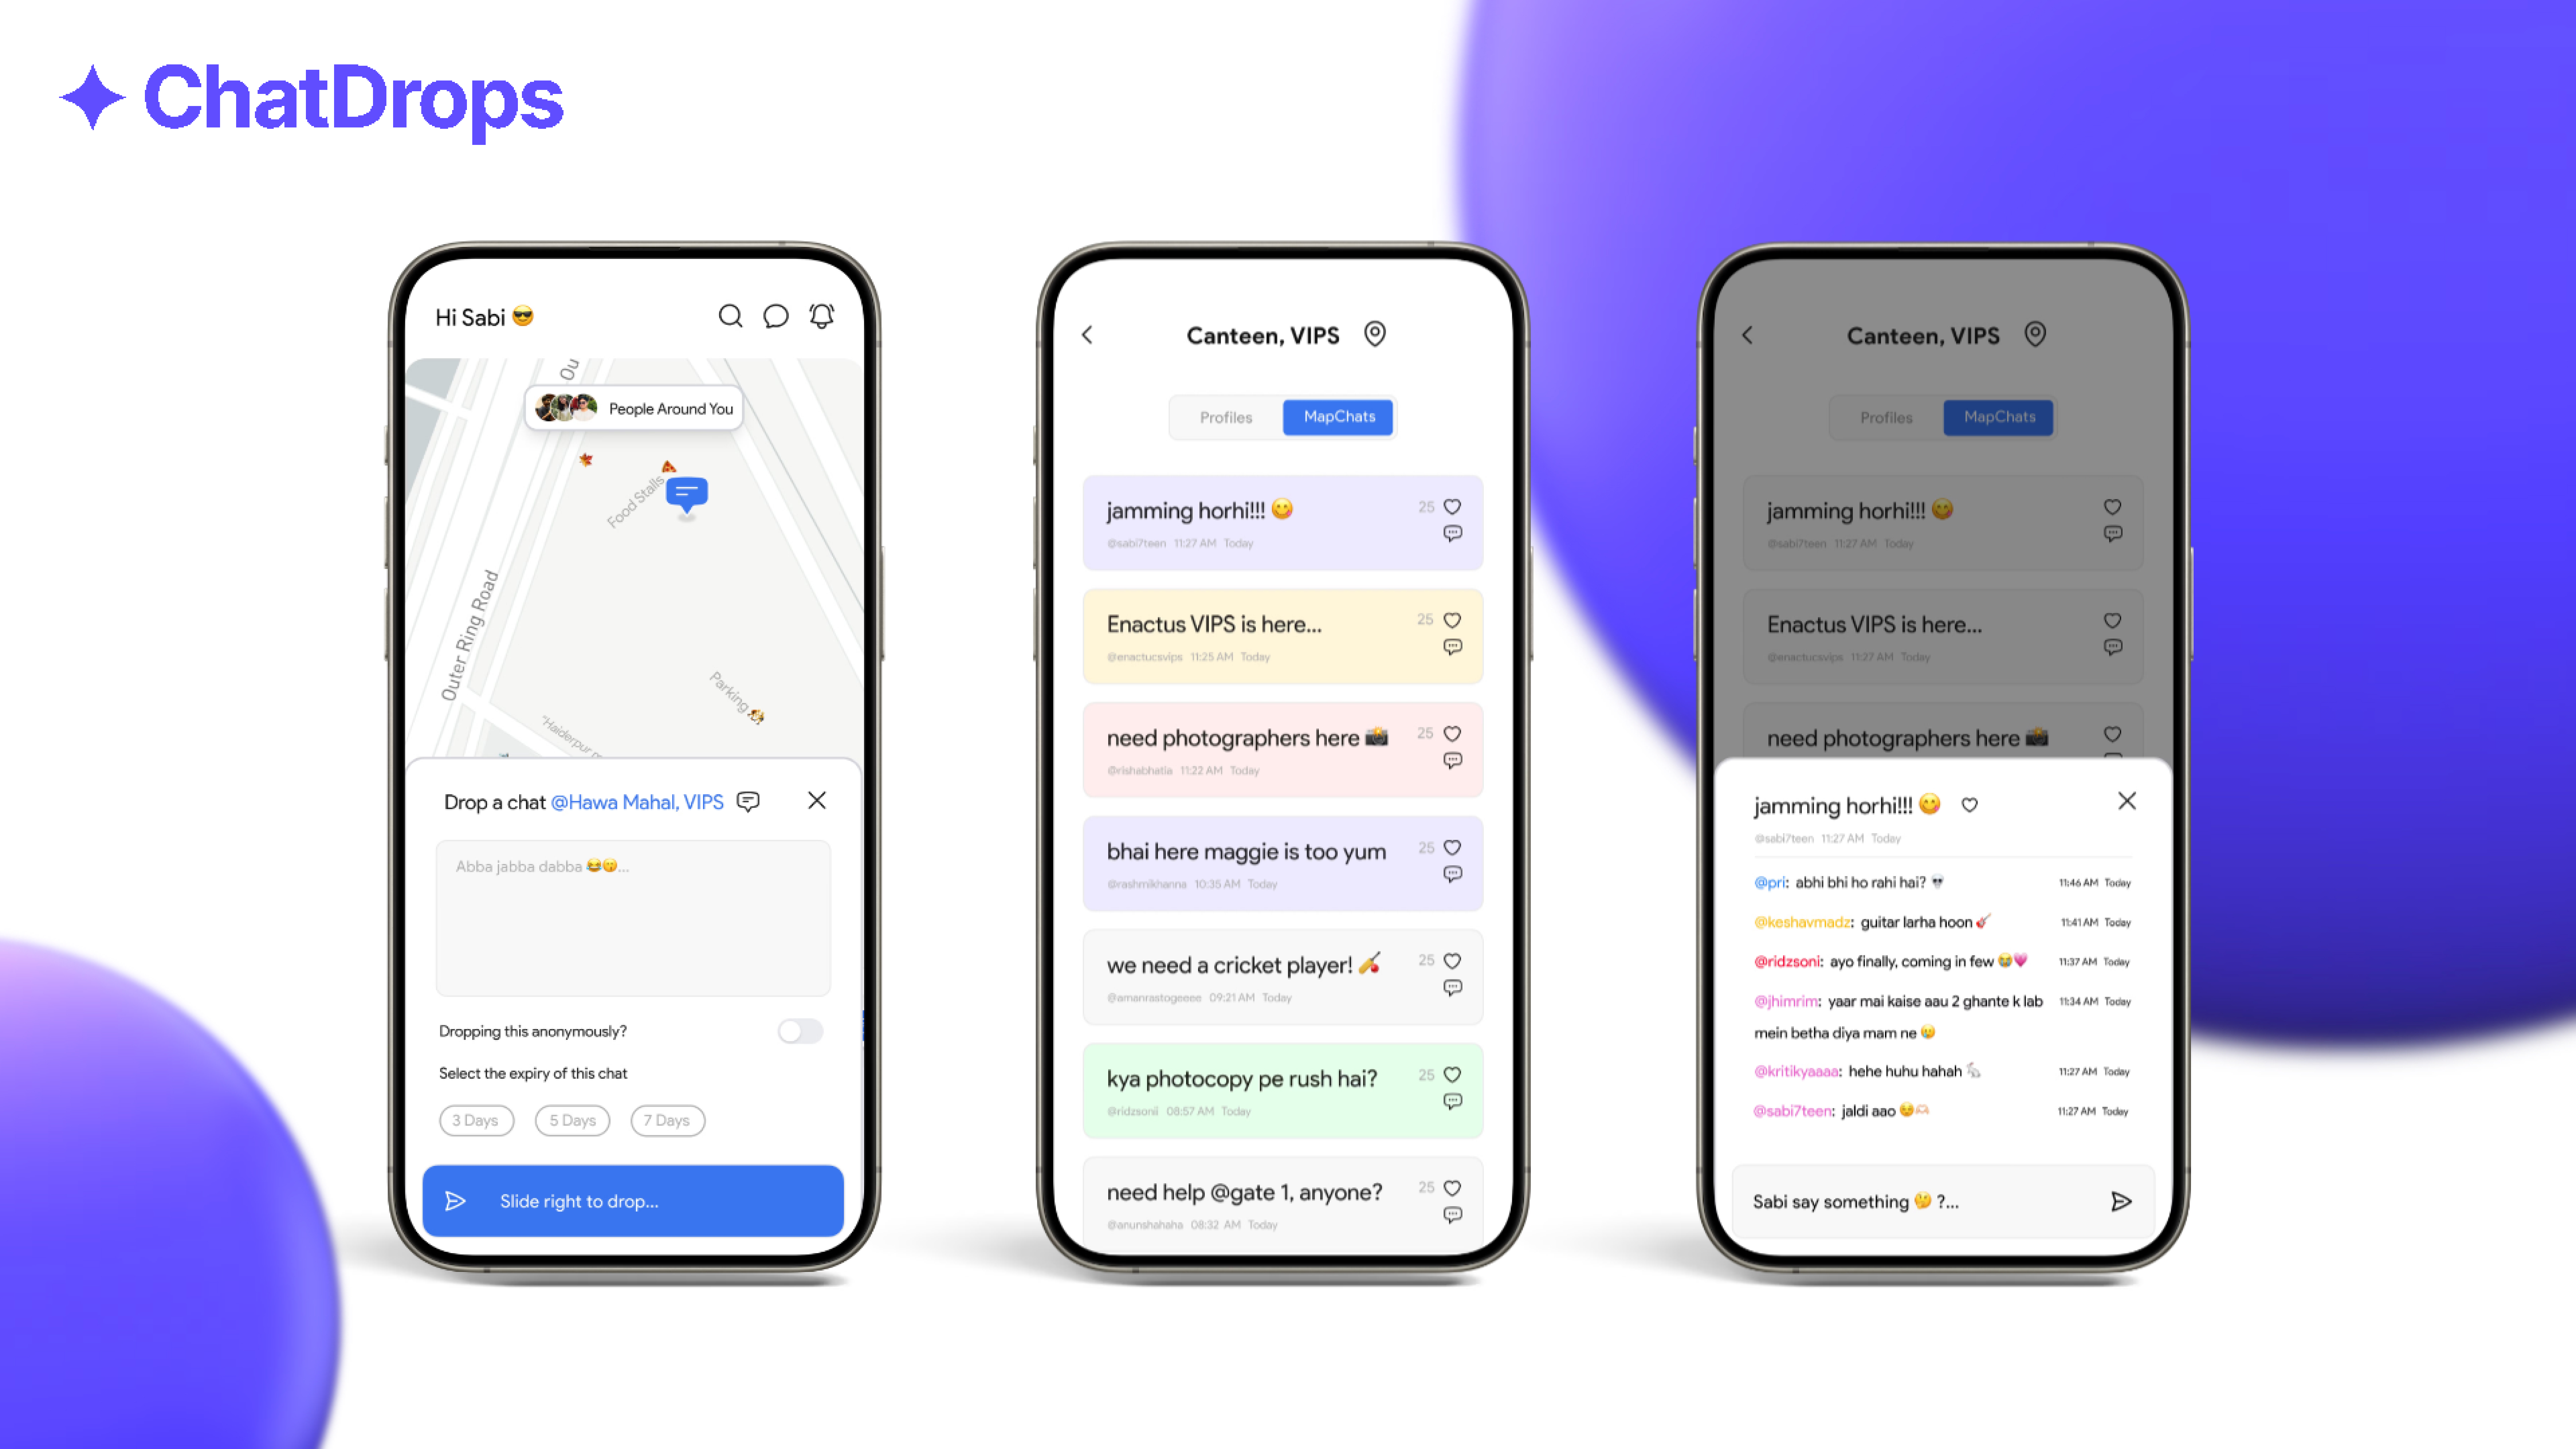 ChatDrops
Hi Sabi 😎
Ou
People Around You
Food Stalls
Outer Ring Road
Parking
"Haiderpur
Drop a chat @Hawa Mahal, VIPS
Abba jabba dabba 😂🤭...
Dropping this anonymously?
Select the expiry of this chat
3 Days 5 Days 7 Days
Slide right to drop...
Canteen, VIPS
Profiles MapChats
jamming horhi!!! 😋 25
@sabi7teen 11:27 AM Today
Enactus VIPS is here... 25
@enactucsvips 11:25 AM Today
need photographers here 📸 25
@rishabhatia 11:22 AM Today
bhai here maggie is too yum 25
@rashmikhanna 10:35 AM Today
we need a cricket player! 🏏 25
@amanrastogeeee 09:21 AM Today
kya photocopy pe rush hai? 25
@ridzsonii 08:57 AM Today
need help @gate 1, anyone? 25
@anunshahaha 08:32 AM Today
Canteen, VIPS
Profiles MapChats
jamming horhi!!! 😋
@sabi7teen 11:27 AM Today
Enactus VIPS is here...
@enactucsvips 11:27 AM Today
need photographers here 📸
jamming horhi!!! 😋
@sabi7teen 11:27 AM Today
@pri: abhi bhi ho rahi hai? 💀 11:46 AM Today
@keshavmadz: guitar larha hoon 🎸 11:41 AM Today
@ridzsoni: ayo finally, coming in few 😭💗 11:37 AM Today
@jhimrim: yaar mai kaise aau 2 ghante k lab 11:34 AM Today
mein betha diya mam ne 🥲
@kritikyaaaa: hehe huhu hahah 🐇 11:27 AM Today
@sabi7teen: jaldi aao 😌🫶🏻 11:27 AM Today
Sabi say something 🤔 ?...